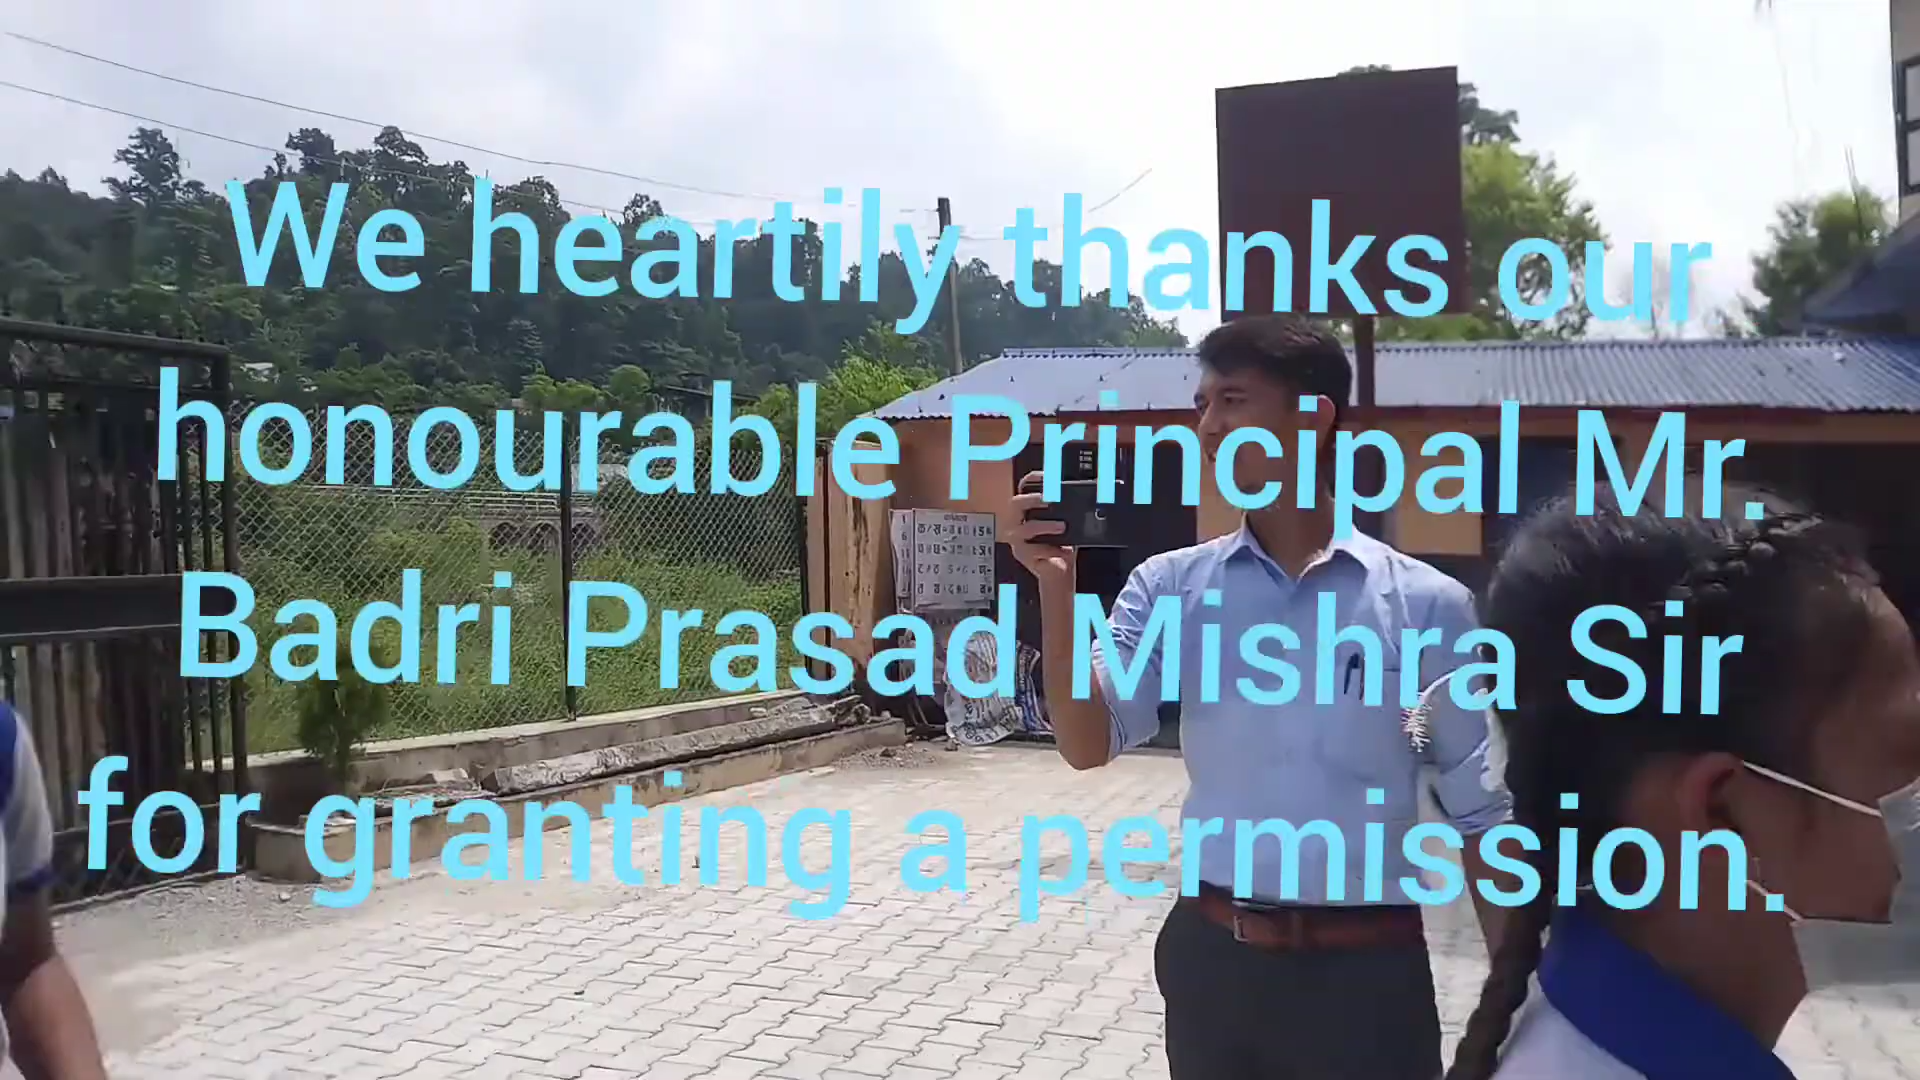 We heartily thanks our
honourable Principal Mr.
Badri Prasad Mishra Sir
for granting a permission.